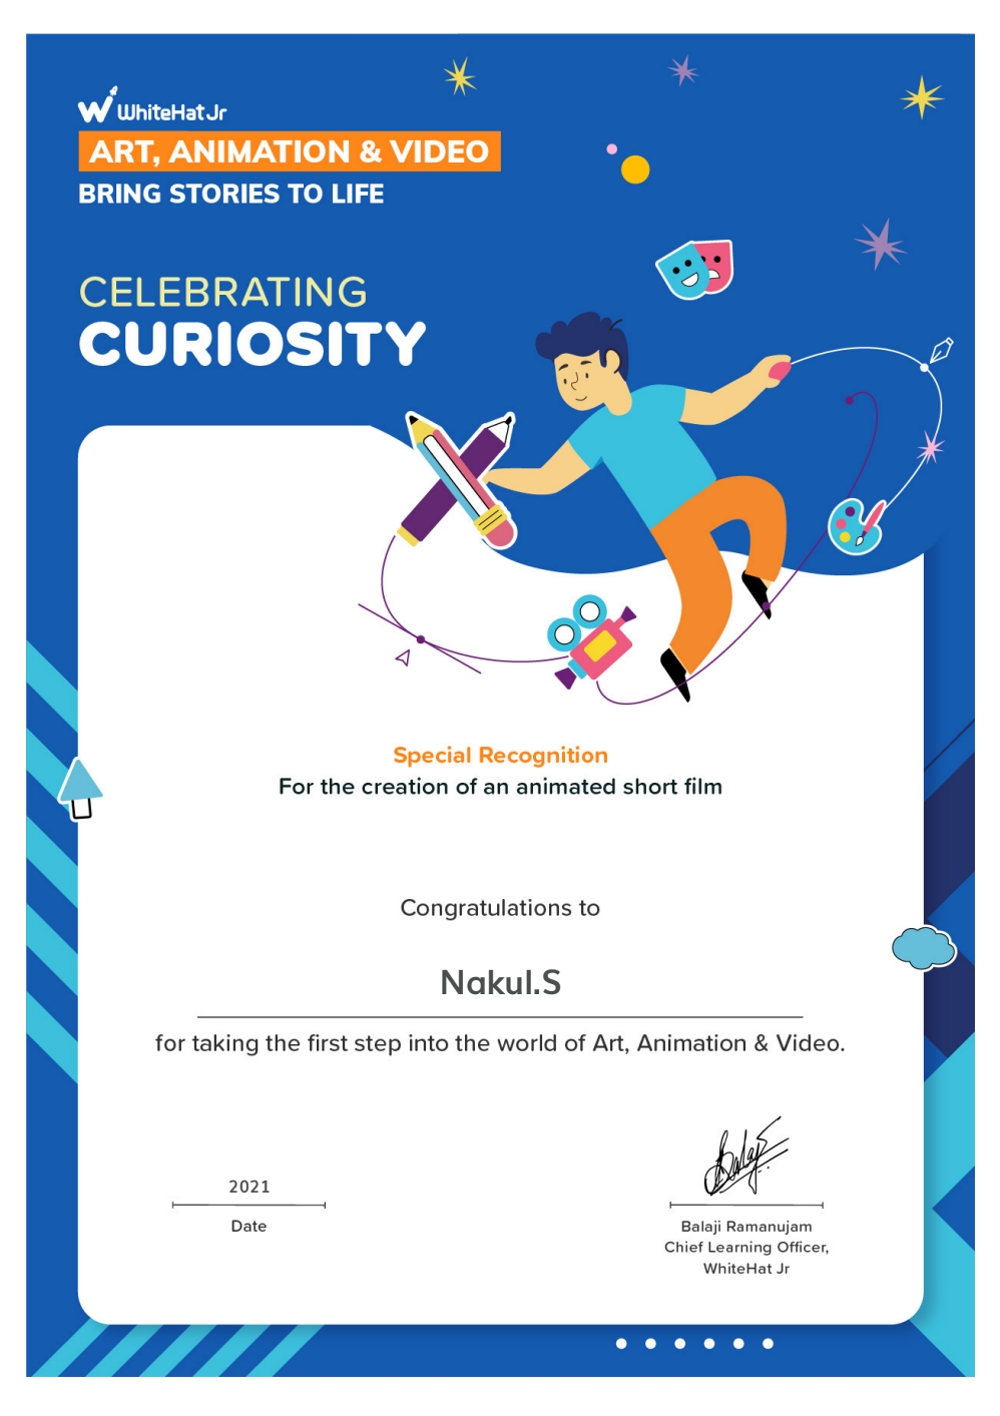 WhiteHat Jr
ART, ANIMATION & VIDEO
BRING STORIES TO LIFE
CELEBRATING
CURIOSITY
Special Recognition
For the creation of an animated short film
Congratulations to
Nakul.S
for taking the first step into the world of Art, Animation & Video.
2021
Date
Balaji
Balaji Ramanujam
Chief Learning Officer,
WhiteHat Jr